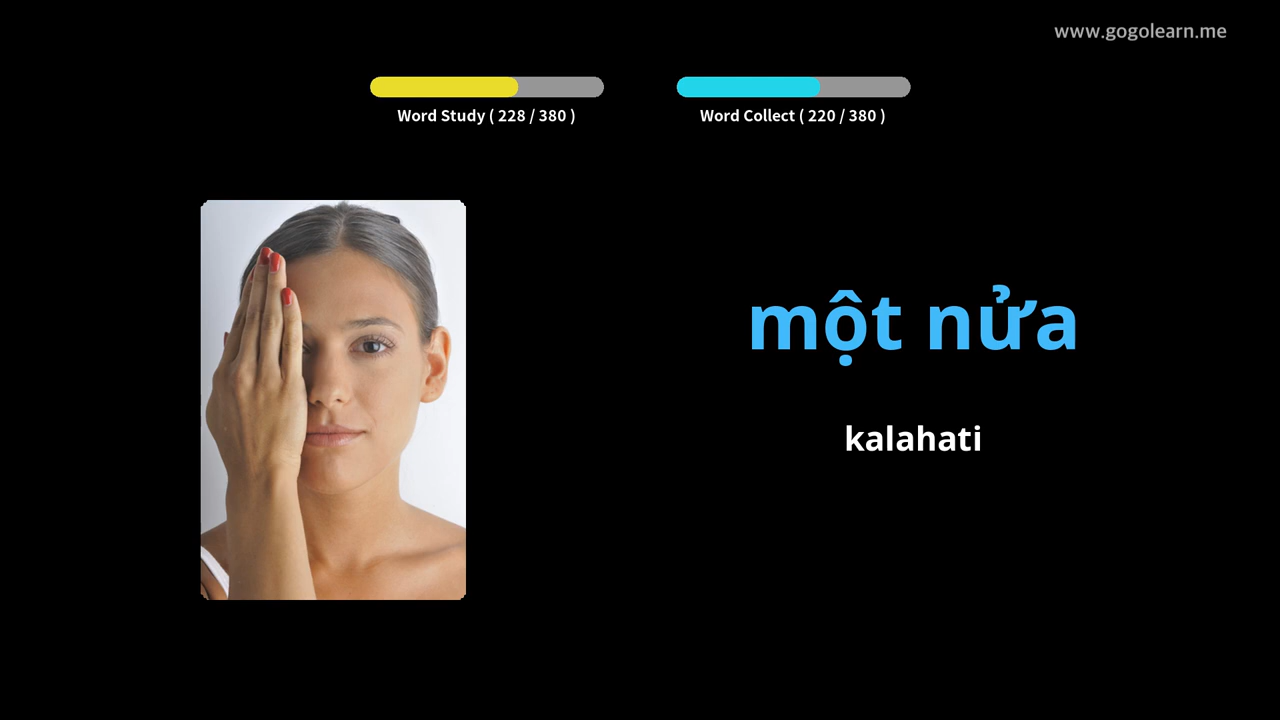 www.gogolearn.me
Word Study ( 228 / 380 )
Word Collect ( 220 / 380 )
một nửa
kalahati